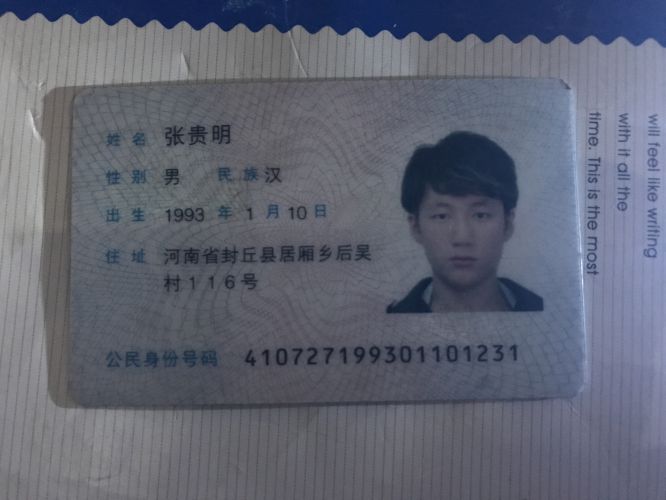 姓名 张贵明
性别 男 民族 汉
出生 1993 年 1 月 10 日
住址 河南省封丘县居厢乡后吴
村１１６号
公民身份号码 410727199301101231
will feel like writing
with it all the
time. This is the most